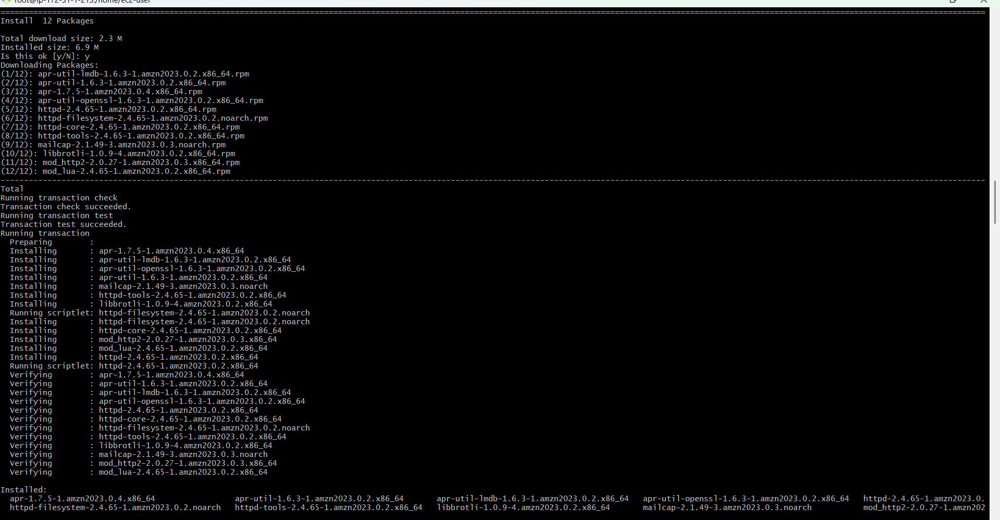 root@ip-172-31-1-213:/home/ec2-user
================================================================================
Install  12 Packages
Total download size: 2.3 M
Installed size: 6.9 M
Is this ok [y/N]: y
Downloading Packages:
(1/12): apr-util-lmdb-1.6.3-1.amzn2023.0.2.x86_64.rpm
(2/12): apr-util-1.6.3-1.amzn2023.0.2.x86_64.rpm
(3/12): apr-1.7.5-1.amzn2023.0.4.x86_64.rpm
(4/12): apr-util-openssl-1.6.3-1.amzn2023.0.2.x86_64.rpm
(5/12): httpd-2.4.65-1.amzn2023.0.2.x86_64.rpm
(6/12): httpd-filesystem-2.4.65-1.amzn2023.0.2.noarch.rpm
(7/12): httpd-core-2.4.65-1.amzn2023.0.2.x86_64.rpm
(8/12): httpd-tools-2.4.65-1.amzn2023.0.2.x86_64.rpm
(9/12): mailcap-2.1.49-3.amzn2023.0.3.noarch.rpm
(10/12): libbrotli-1.0.9-4.amzn2023.0.2.x86_64.rpm
(11/12): mod_http2-2.0.27-1.amzn2023.0.3.x86_64.rpm
(12/12): mod_lua-2.4.65-1.amzn2023.0.2.x86_64.rpm
--------------------------------------------------------------------------------
Total
Running transaction check
Transaction check succeeded.
Running transaction test
Transaction test succeeded.
Running transaction
  Preparing        :
  Installing       : apr-1.7.5-1.amzn2023.0.4.x86_64
  Installing       : apr-util-lmdb-1.6.3-1.amzn2023.0.2.x86_64
  Installing       : apr-util-openssl-1.6.3-1.amzn2023.0.2.x86_64
  Installing       : apr-util-1.6.3-1.amzn2023.0.2.x86_64
  Installing       : mailcap-2.1.49-3.amzn2023.0.3.noarch
  Installing       : httpd-tools-2.4.65-1.amzn2023.0.2.x86_64
  Installing       : libbrotli-1.0.9-4.amzn2023.0.2.x86_64
  Running scriptlet: httpd-filesystem-2.4.65-1.amzn2023.0.2.noarch
  Installing       : httpd-filesystem-2.4.65-1.amzn2023.0.2.noarch
  Installing       : httpd-core-2.4.65-1.amzn2023.0.2.x86_64
  Installing       : mod_http2-2.0.27-1.amzn2023.0.3.x86_64
  Installing       : mod_lua-2.4.65-1.amzn2023.0.2.x86_64
  Installing       : httpd-2.4.65-1.amzn2023.0.2.x86_64
  Running scriptlet: httpd-2.4.65-1.amzn2023.0.2.x86_64
  Verifying        : apr-1.7.5-1.amzn2023.0.4.x86_64
  Verifying        : apr-util-1.6.3-1.amzn2023.0.2.x86_64
  Verifying        : apr-util-lmdb-1.6.3-1.amzn2023.0.2.x86_64
  Verifying        : apr-util-openssl-1.6.3-1.amzn2023.0.2.x86_64
  Verifying        : httpd-2.4.65-1.amzn2023.0.2.x86_64
  Verifying        : httpd-core-2.4.65-1.amzn2023.0.2.x86_64
  Verifying        : httpd-filesystem-2.4.65-1.amzn2023.0.2.noarch
  Verifying        : httpd-tools-2.4.65-1.amzn2023.0.2.x86_64
  Verifying        : libbrotli-1.0.9-4.amzn2023.0.2.x86_64
  Verifying        : mailcap-2.1.49-3.amzn2023.0.3.noarch
  Verifying        : mod_http2-2.0.27-1.amzn2023.0.3.x86_64
  Verifying        : mod_lua-2.4.65-1.amzn2023.0.2.x86_64
Installed:
  apr-1.7.5-1.amzn2023.0.4.x86_64                 apr-util-1.6.3-1.amzn2023.0.2.x86_64       apr-util-lmdb-1.6.3-1.amzn2023.0.2.x86_64   apr-util-openssl-1.6.3-1.amzn2023.0.2.x86_64   httpd-2.4.65-1.amzn2023.0.
  httpd-filesystem-2.4.65-1.amzn2023.0.2.noarch   httpd-tools-2.4.65-1.amzn2023.0.2.x86_64   libbrotli-1.0.9-4.amzn2023.0.2.x86_64       mailcap-2.1.49-3.amzn2023.0.3.noarch           mod_http2-2.0.27-1.amzn202